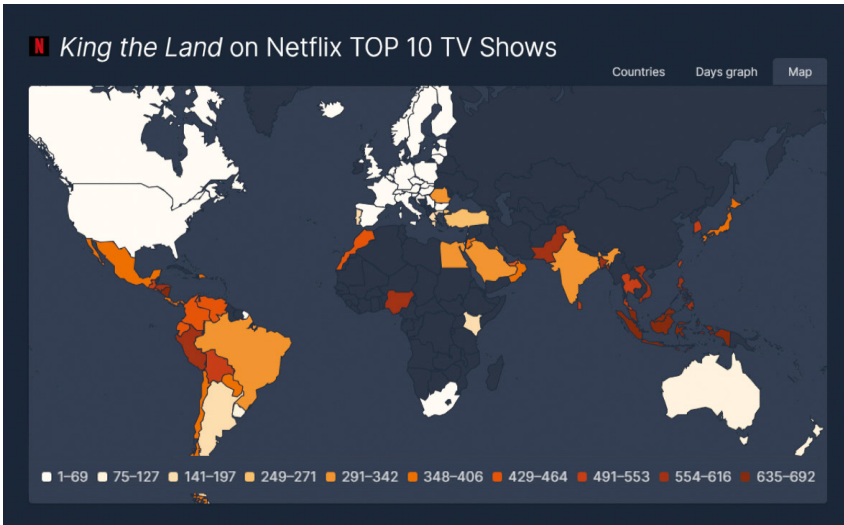 N King the Land on Netflix TOP 10 TV Shows
Countries Days graph Map
1–69 75–127 141–197 249–271 291–342 348–406 429–464 491–553 554–616 635–692